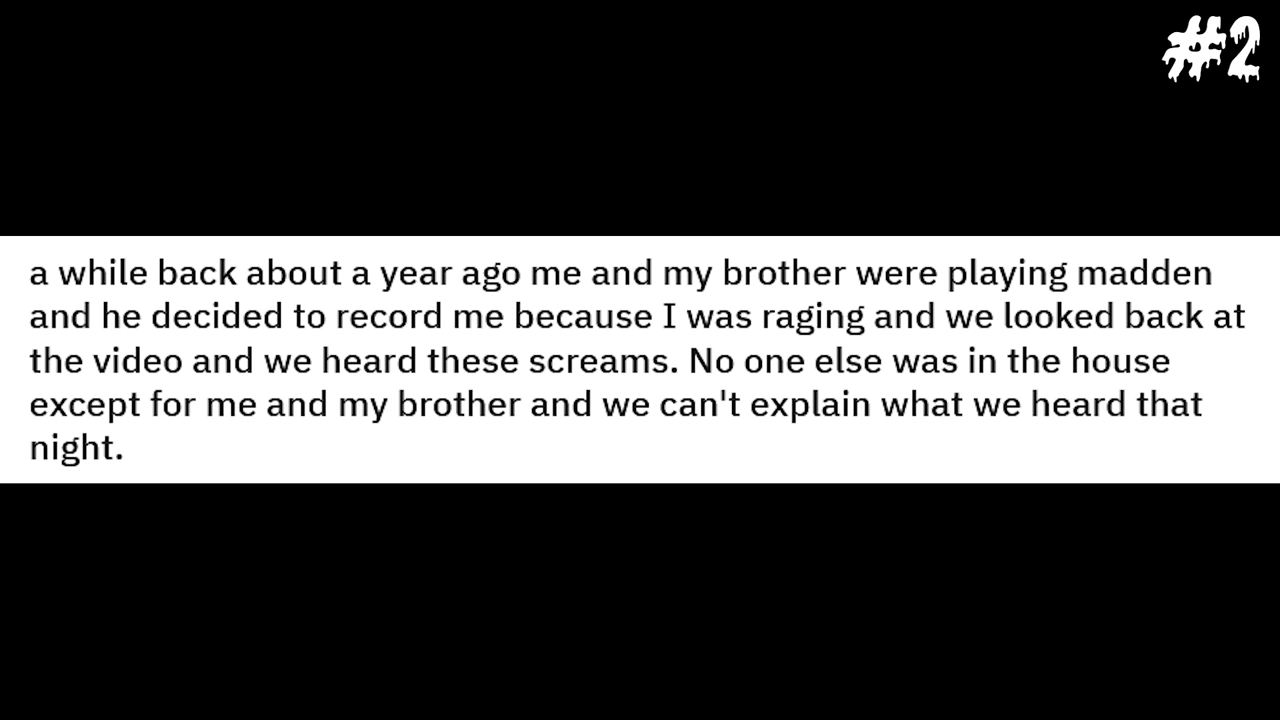 #2
a while back about a year ago me and my brother were playing madden
and he decided to record me because I was raging and we looked back at
the video and we heard these screams. No one else was in the house
except for me and my brother and we can't explain what we heard that
night.